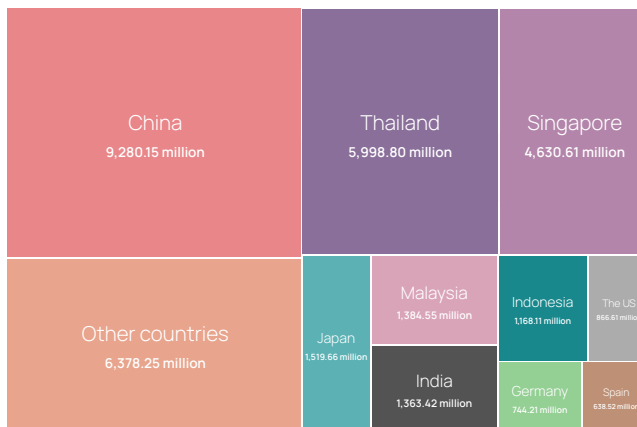 China
9,280.15 million
Thailand
5,998.80 million
Singapore
4,630.61 million
Other countries
6,378.25 million
Japan
1,519.66 million
Malaysia
1,384.55 million
India
1,363.42 million
Indonesia
1,168.11 million
The US
866.61 millio
Germany
744.21 million
Spain
638.52 million